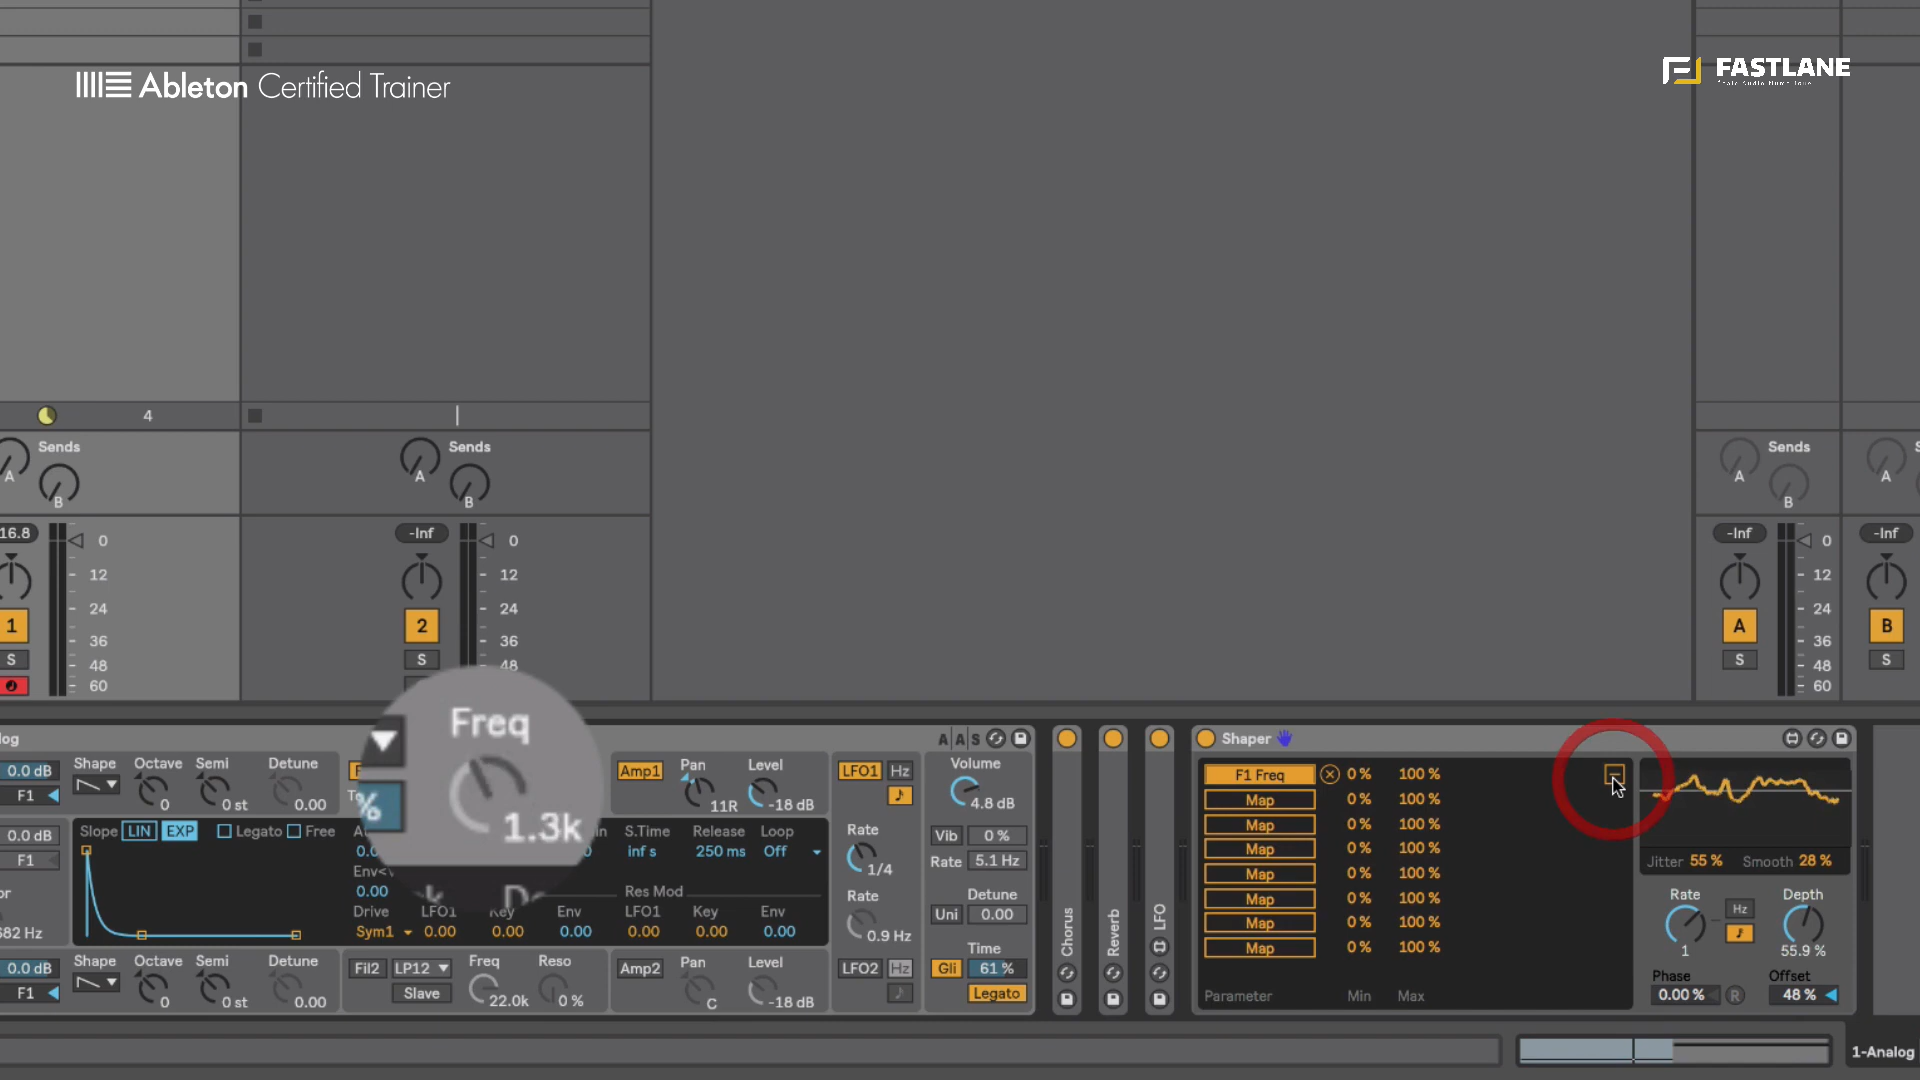 Ableton Certified Trainer
FASTLANE
4
Sends
A
B
Sends
A
B
Sends
A
B
A
16.8
0
12
24
36
48
60
1
S
-Inf
0
12
24
36
48
2
S
-Inf
0
12
24
36
48
60
A
S
-Inf
B
S
log
0.0 dB
F1
Shape
Octave
0
Semi
0 st
Detune
0.00
0.0 dB
F1
682 Hz
Slope LIN EXP Legato Free
0.0 dB
F1
Shape
Octave
0
Semi
0 st
Detune
0.00
Freq
%
1.3k
S.Time
inf s
Release
250 ms
Loop
Off
0.00
Res Mod
Drive
Sym1
LFO1
0.00
Key
0.00
Env
0.00
LFO1
0.00
Key
0.00
Env
0.00
Fil2
LP12
Slave
Freq
22.0k
Reso
0 %
Amp1
Pan
11R
Level
-18 dB
Amp2
Pan
C
Level
-18 dB
LFO1
Hz
Rate
1/4
Rate
0.9 Hz
LFO2
Hz
A A S
Volume
4.8 dB
Vib
0 %
Rate
5.1 Hz
Detune
Uni
0.00
Time
Gli
61 %
Legato
Chorus
Reverb
LFO
Shaper
F1 Freq 0 % 100 %
Map 0 % 100 %
Map 0 % 100 %
Map 0 % 100 %
Map 0 % 100 %
Map 0 % 100 %
Map 0 % 100 %
Map 0 % 100 %
Parameter Min Max
Jitter 55 % Smooth 28 %
Rate
1
Hz
Depth
55.9 %
Phase
0.00 %
R
Offset
48 %
1-Analog